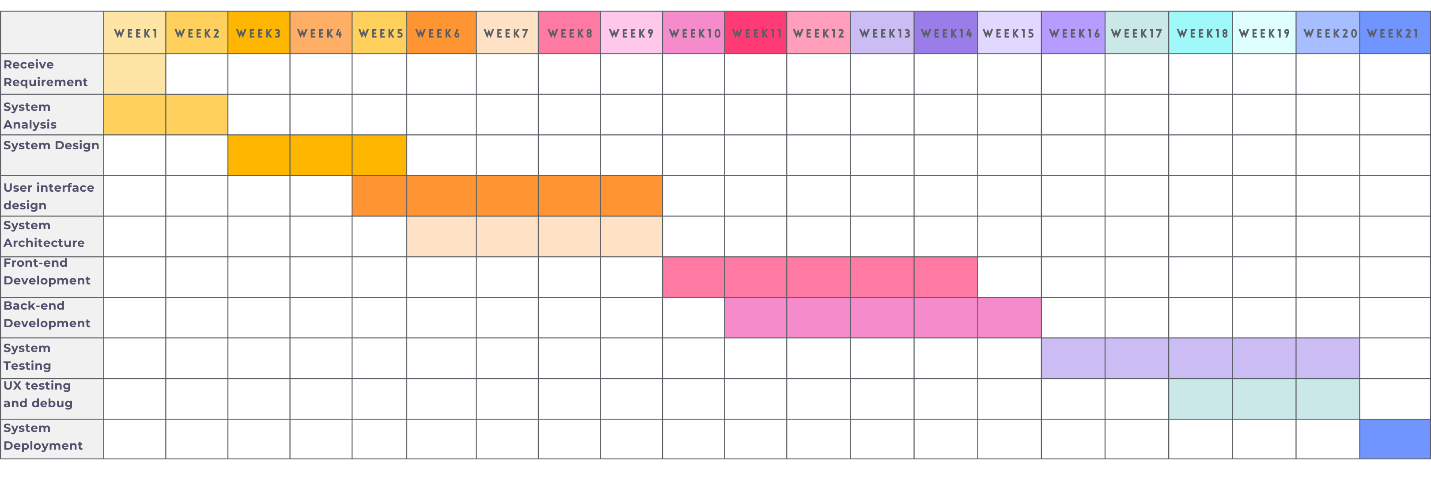 WEEK1 WEEK2 WEEK3 WEEK4 WEEK5 WEEK6 WEEK7 WEEK8 WEEK9 WEEK10 WEEK11 WEEK12 WEEK13 WEEK14 WEEK15 WEEK16 WEEK17 WEEK18 WEEK19 WEEK20 WEEK21
Receive
Requirement
System
Analysis
System Design
User interface
design
System
Architecture
Front-end
Development
Back-end
Development
System
Testing
UX testing
and debug
System
Deployment